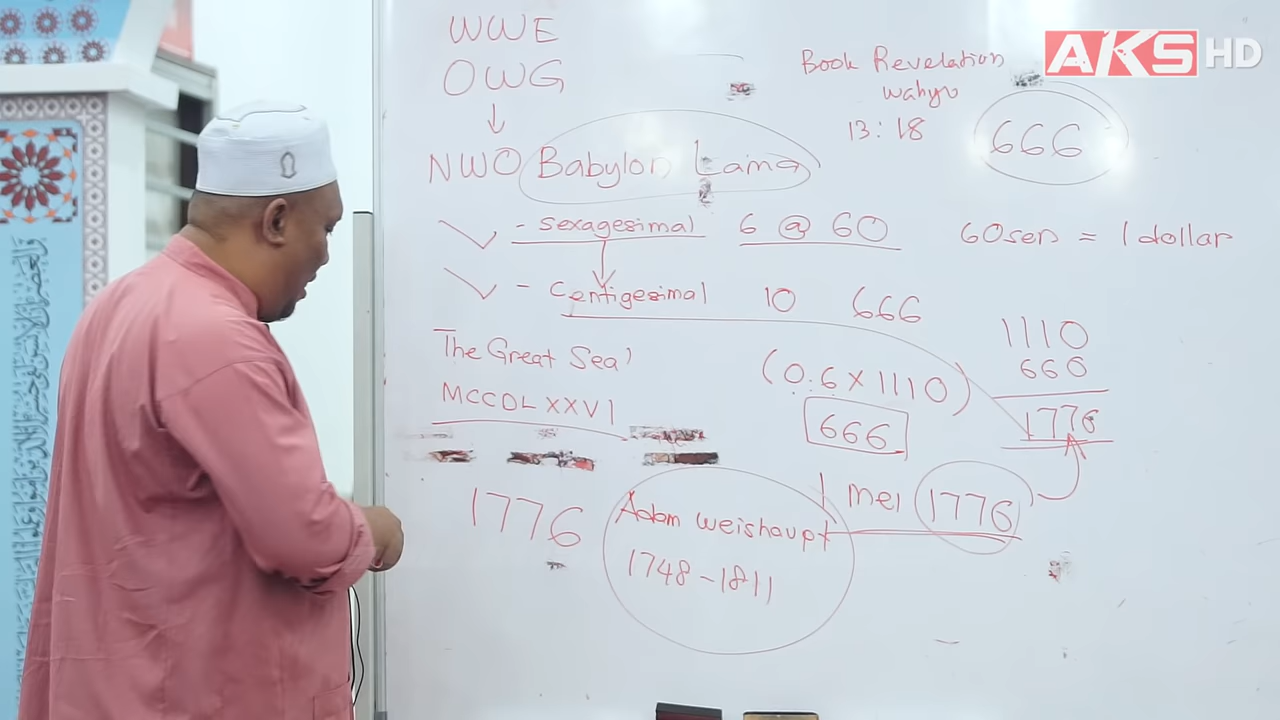 WWE
OWG
↓
NWO Babylon Lama
- sexagesimal 6 @ 60
- Centigesimal 10 666
The Great Seal
MCCDLXXVI
1776
Adam Weishaupt
1748-1811
1 Mei 1776
(0.6 X 1110)
666
Book Revelation
wahyu
13:18
666
60sen = 1 dollar
1110
666
1776
AKS HD